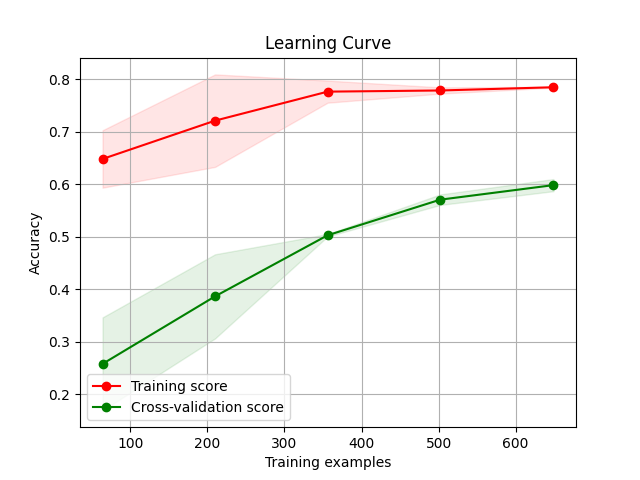 Learning Curve
Accuracy
0.8
0.7
0.6
0.5
0.4
0.3
0.2
Training score
Cross-validation score
100 200 300 400 500 600
Training examples